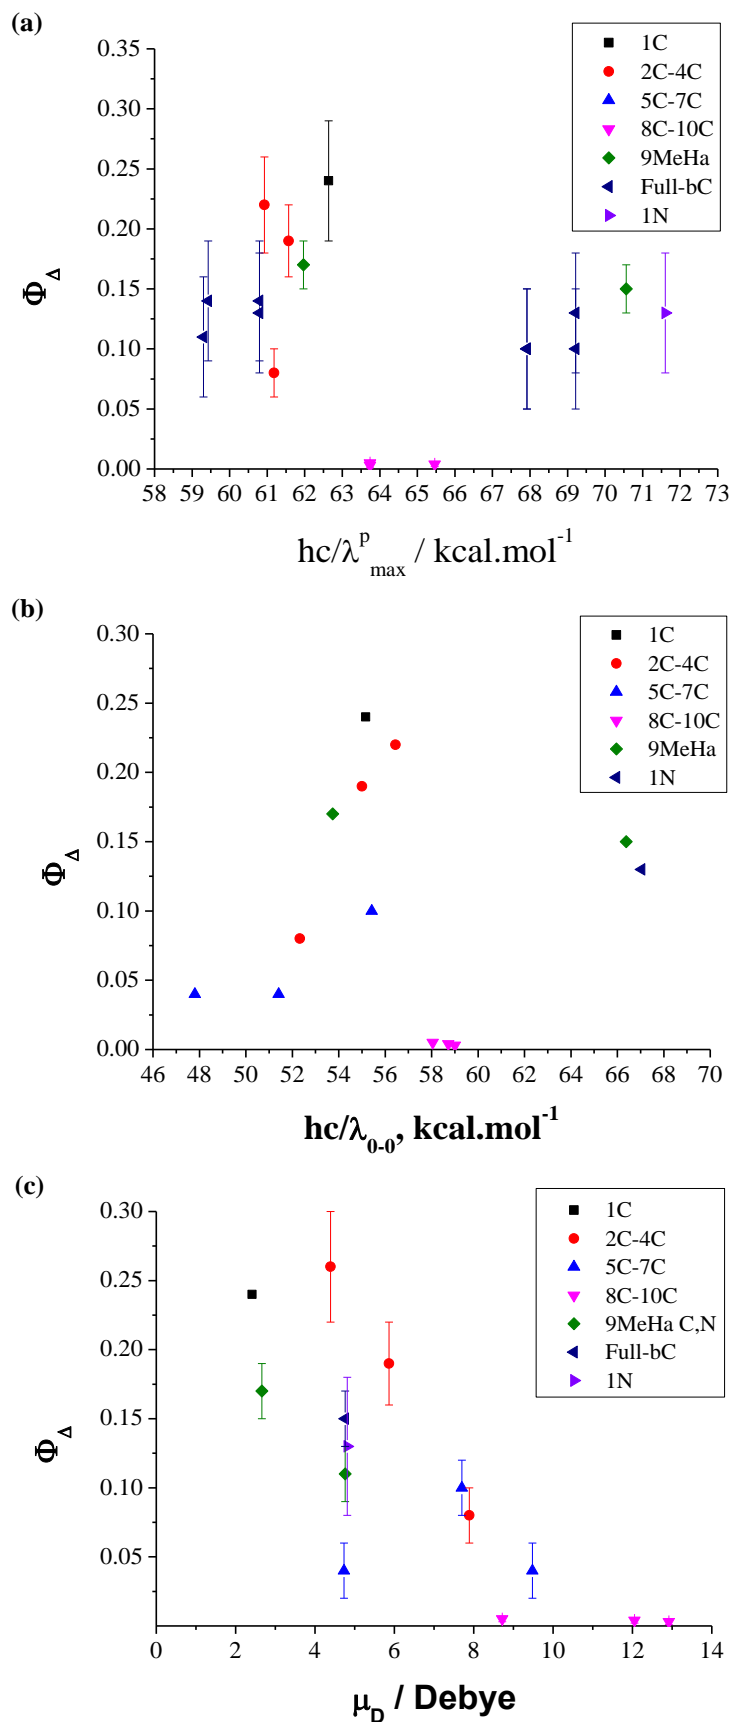 (a)
0.35
0.30
0.25
0.20
0.15
0.10
0.05
0.00
Φ_Δ
58 59 60 61 62 63 64 65 66 67 68 69 70 71 72 73
hc/λ^p_max / kcal.mol^-1
1C
2C-4C
5C-7C
8C-10C
9MeHa
Full-bC
1N
(b)
0.30
0.25
0.20
0.15
0.10
0.05
0.00
Φ_Δ
46 48 50 52 54 56 58 60 62 64 66 68 70
hc/λ_0-0, kcal.mol^-1
1C
2C-4C
5C-7C
8C-10C
9MeHa
1N
(c)
0.30
0.25
0.20
0.15
0.10
0.05
Φ_Δ
0 2 4 6 8 10 12 14
μ_D / Debye
1C
2C-4C
5C-7C
8C-10C
9MeHa C,N
Full-bC
1N